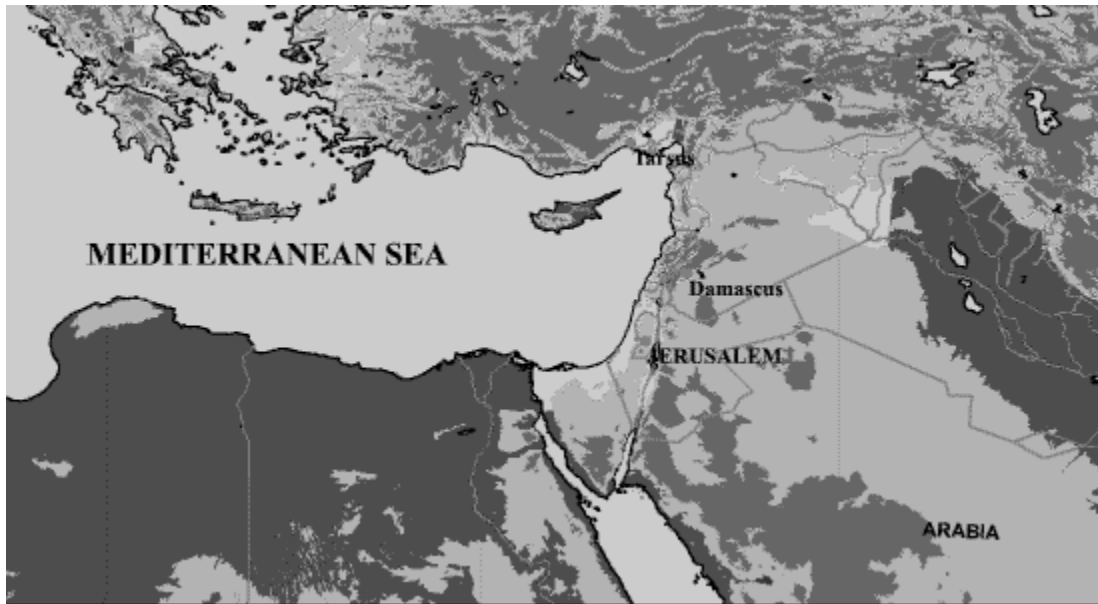 Tarsus
MEDITERRANEAN SEA
Damascus
JERUSALEM
ARABIA